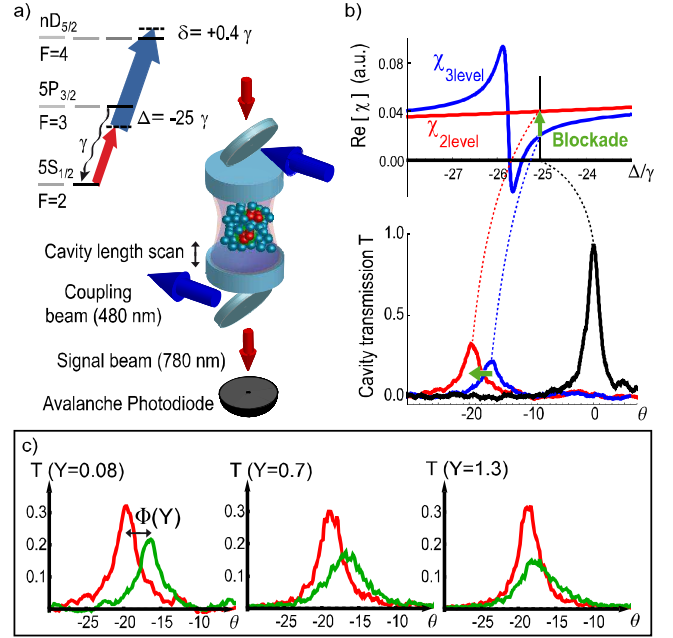 a)
nD5/2
F=4
δ= +0.4 γ
5P3/2
F=3
Δ= -25 γ
γ
5S1/2
F=2
Cavity length scan
Coupling
beam (480 nm)
Signal beam (780 nm)
Avalanche Photodiode
b)
Re [ χ ] (a.u.)
0.08
0.04
0.00
χ3level
χ2level
Blockade
-27 -26 -25 -24 Δ/γ
Cavity transmission T
1.0
0.5
0.0
-20 -10 0 θ
c)
T (Y=0.08)
Φ(Y)
0.3
0.2
0.1
-25 -20 -15 -10 θ
T (Y=0.7)
0.3
0.2
0.1
-25 -20 -15 -10 θ
T (Y=1.3)
0.3
0.2
0.1
-25 -20 -15 -10 θ